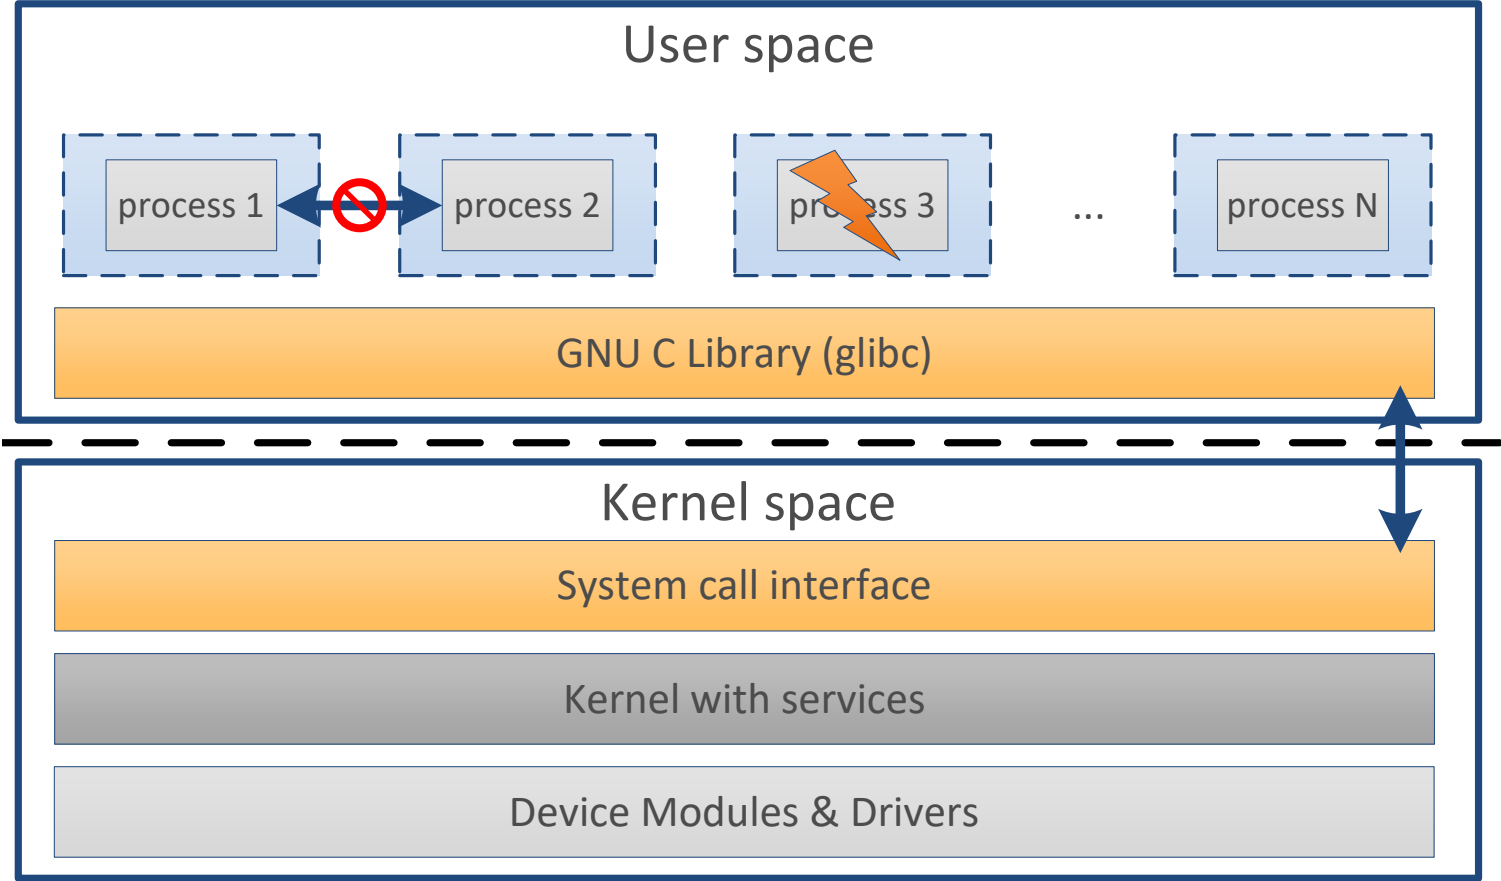 User space
process 1
process 2
process 3
...
process N
GNU C Library (glibc)
Kernel space
System call interface
Kernel with services
Device Modules & Drivers